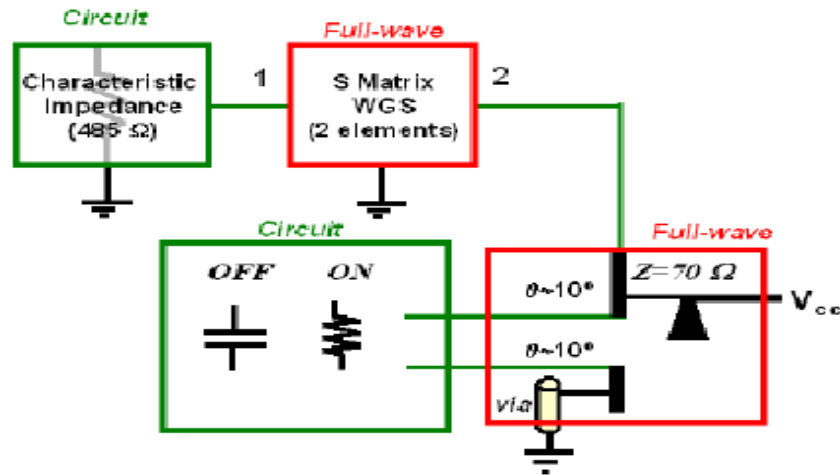 Circuit
Full-wave
Characteristic
Impedance
(485 Ω)
1
S Matrix
WGS
(2 elements)
2
Circuit
Full-wave
OFF
ON
ϑ~10°
Z=70 Ω
Vcc
ϑ~10°
via